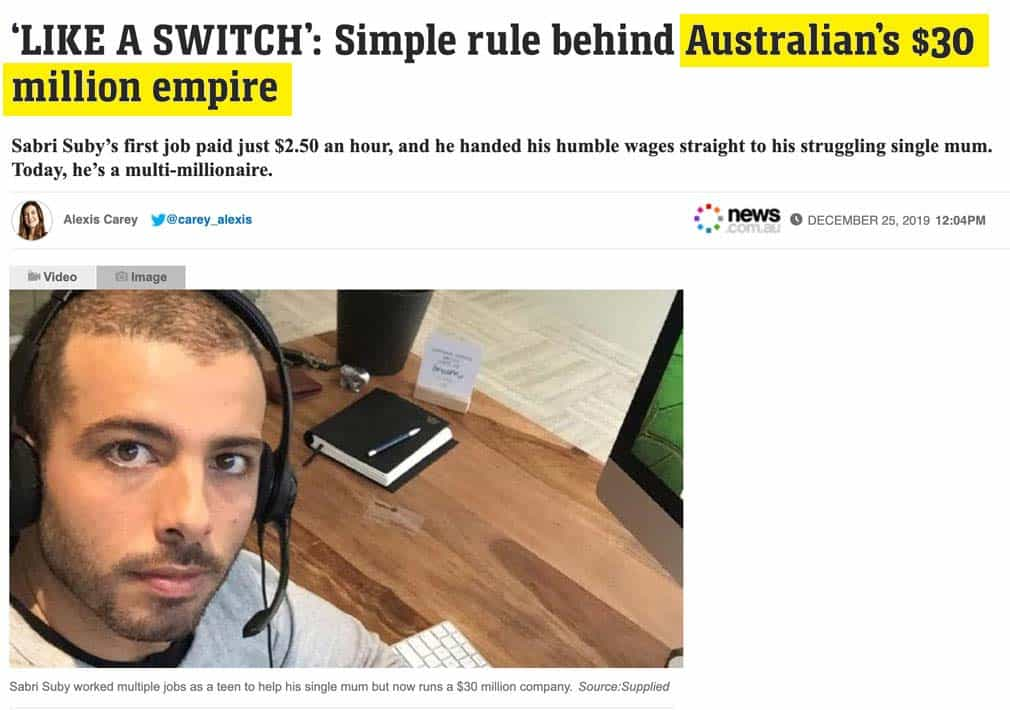 ‘LIKE A SWITCH’: Simple rule behind Australian’s $30
million empire
Sabri Suby’s first job paid just $2.50 an hour, and he handed his humble wages straight to his struggling single mum.
Today, he’s a multi-millionaire.
Alexis Carey @carey_alexis
news
.com.au
DECEMBER 25, 2019 12:04PM
Video Image
Sabri Suby worked multiple jobs as a teen to help his single mum but now runs a $30 million company. Source:Supplied